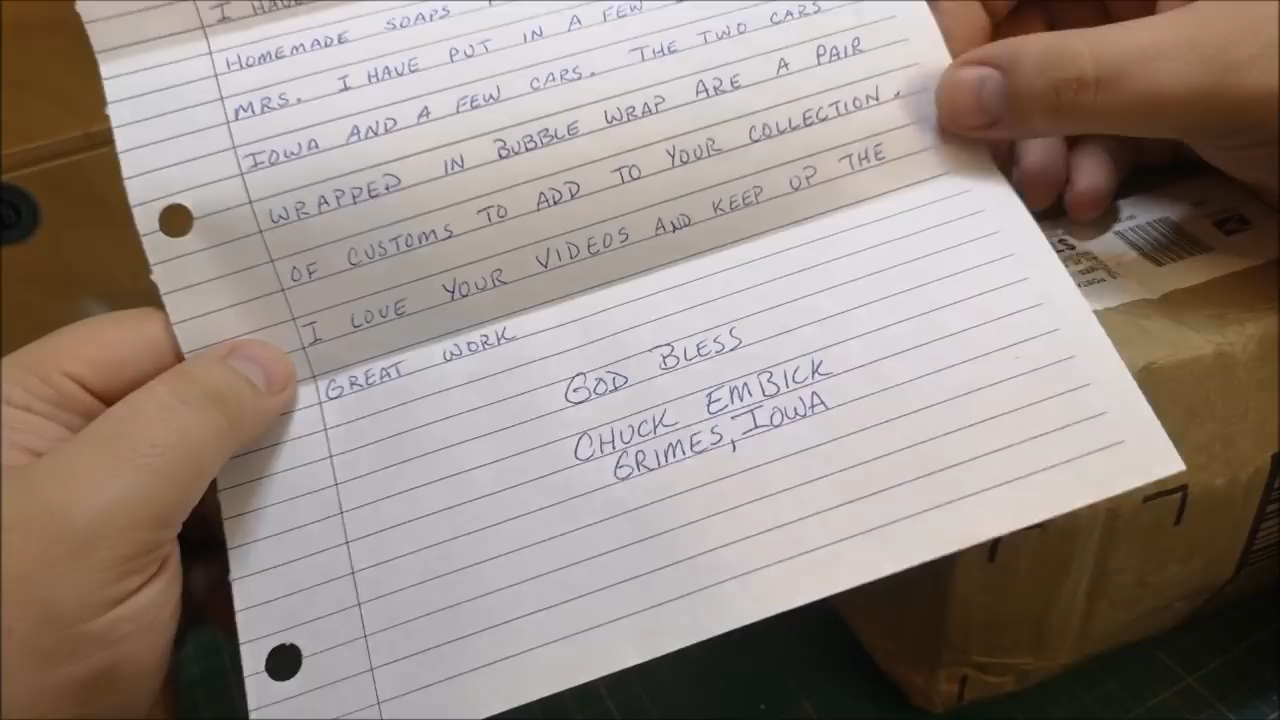 I HAVE
HOMEMADE SOAPS
MRS. I HAVE PUT IN A FEW
IOWA AND A FEW CARS. THE TWO CARS
WRAPPED IN BUBBLE WRAP ARE A PAIR
OF CUSTOMS TO ADD TO YOUR COLLECTION.
I LOVE YOUR VIDEOS AND KEEP UP THE
GREAT WORK
GOD BLESS
CHUCK EMBICK
GRIMES, IOWA